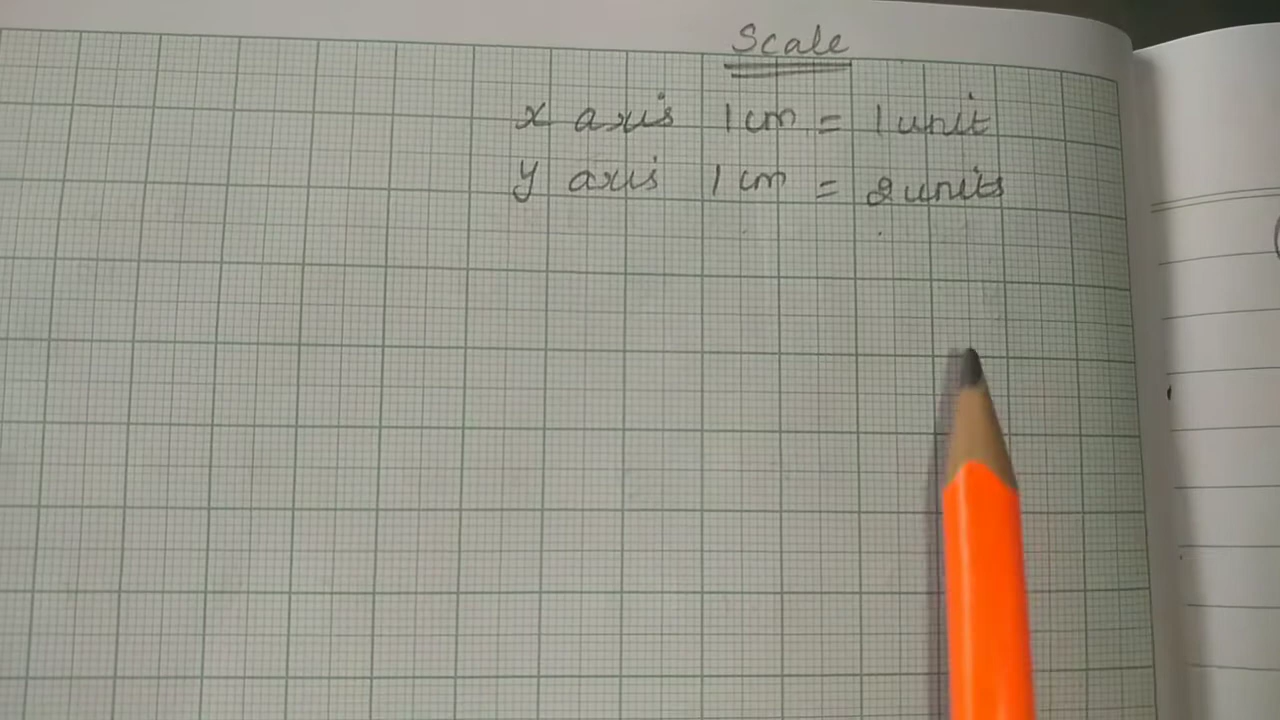 Scale
x axis 1 cm = 1 unit
y axis 1 cm = 2 units